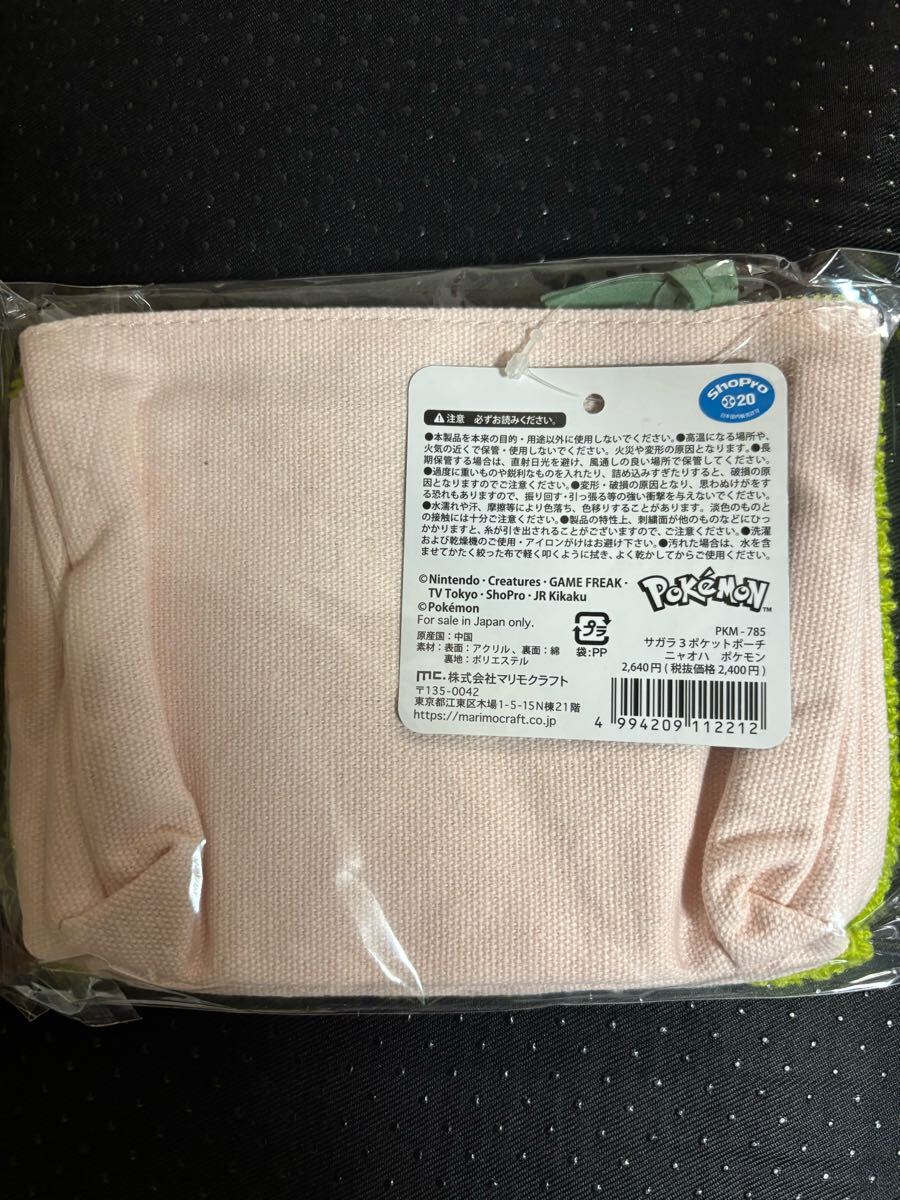 ShoPro
20
日本国内販売許可
注意 必ずお読みください。
●本製品を本来の目的・用途以外に使用しないでください。●高温になる場所や、
火気の近くで保管・使用しないでください。火災や変形の原因となります。●長
期保管する場合は、直射日光を避け、風通しの良い場所で保管してください。
●過度に重いものや鋭利なものを入れたり、詰め込みすぎたりすると、破損の原
因となりますのでご注意ください。●変形・破損の原因となり、思わぬけがをす
る恐れもありますので、振り回す・引っ張る等の強い衝撃を与えないでください。
●水濡れや汗、摩擦等により色落ち、色移りすることがあります。淡色のものと
の接触には十分ご注意ください。●製品の特性上、刺繍面が他のものなどにひっ
かかりますと、糸が引き出されることがございますので、ご注意ください。●洗濯
および乾燥機のご使用・アイロンがけはお避け下さい。●汚れた場合は、水を含
ませてかたく絞った布で軽く叩くように拭き、よく乾かしてからご使用ください。
©Nintendo・Creatures・GAME FREAK・
TV Tokyo・ShoPro・JR Kikaku
©Pokémon
For sale in Japan only.
POKéMON™
プラ
袋:PP
原産国：中国
素材：表面：アクリル、裏面：綿
裏地：ポリエステル
PKM-785
サガラ3ポケットポーチ
ニャオハ ポケモン
2,640円(税抜価格2,400円)
mc.株式会社マリモクラフト
〒135-0042
東京都江東区木場1-5-15N棟21階
https://marimocraft.co.jp
4 994209 112212